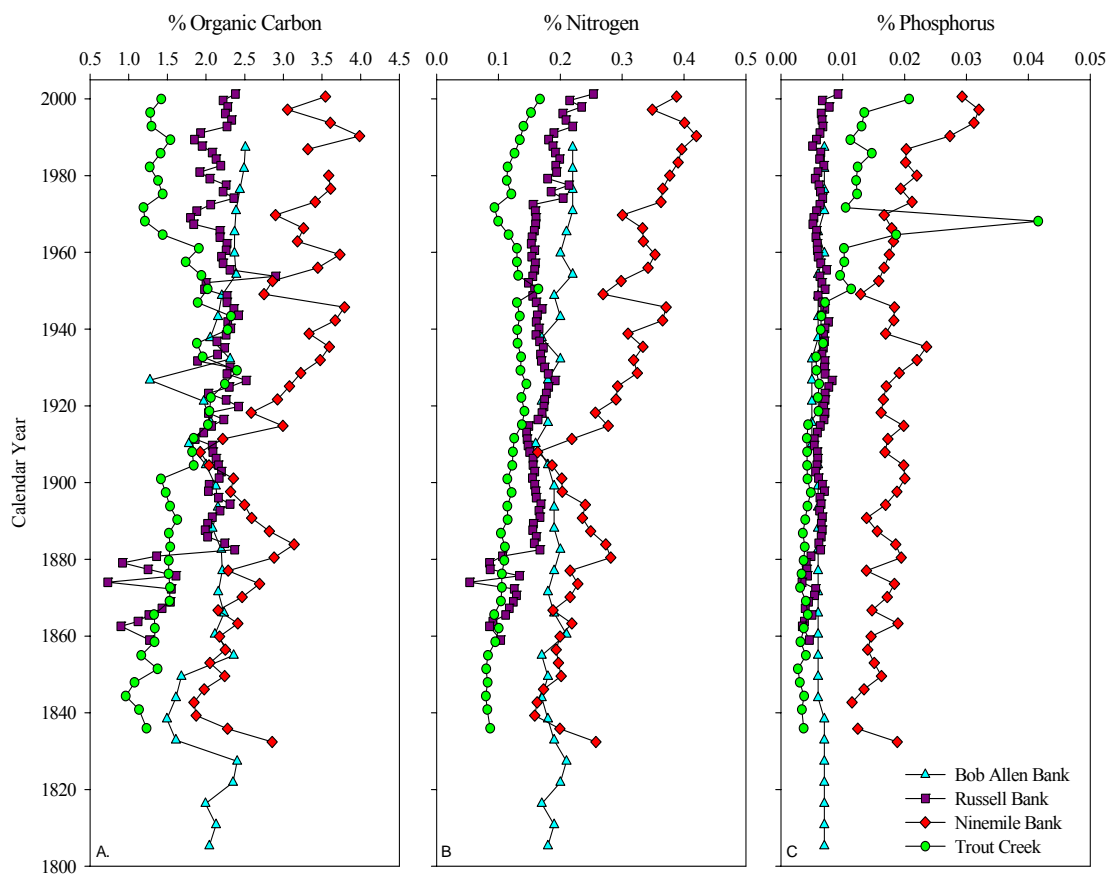 % Organic Carbon % Nitrogen % Phosphorus
0.5 1.0 1.5 2.0 2.5 3.0 3.5 4.0 4.5 0.0 0.1 0.2 0.3 0.4 0.5 0.00 0.01 0.02 0.03 0.04 0.05
2000
1980
1960
1940
1920
1900
1880
1860
1840
1820
1800
Calendar Year
A. B C
Bob Allen Bank
Russell Bank
Ninemile Bank
Trout Creek